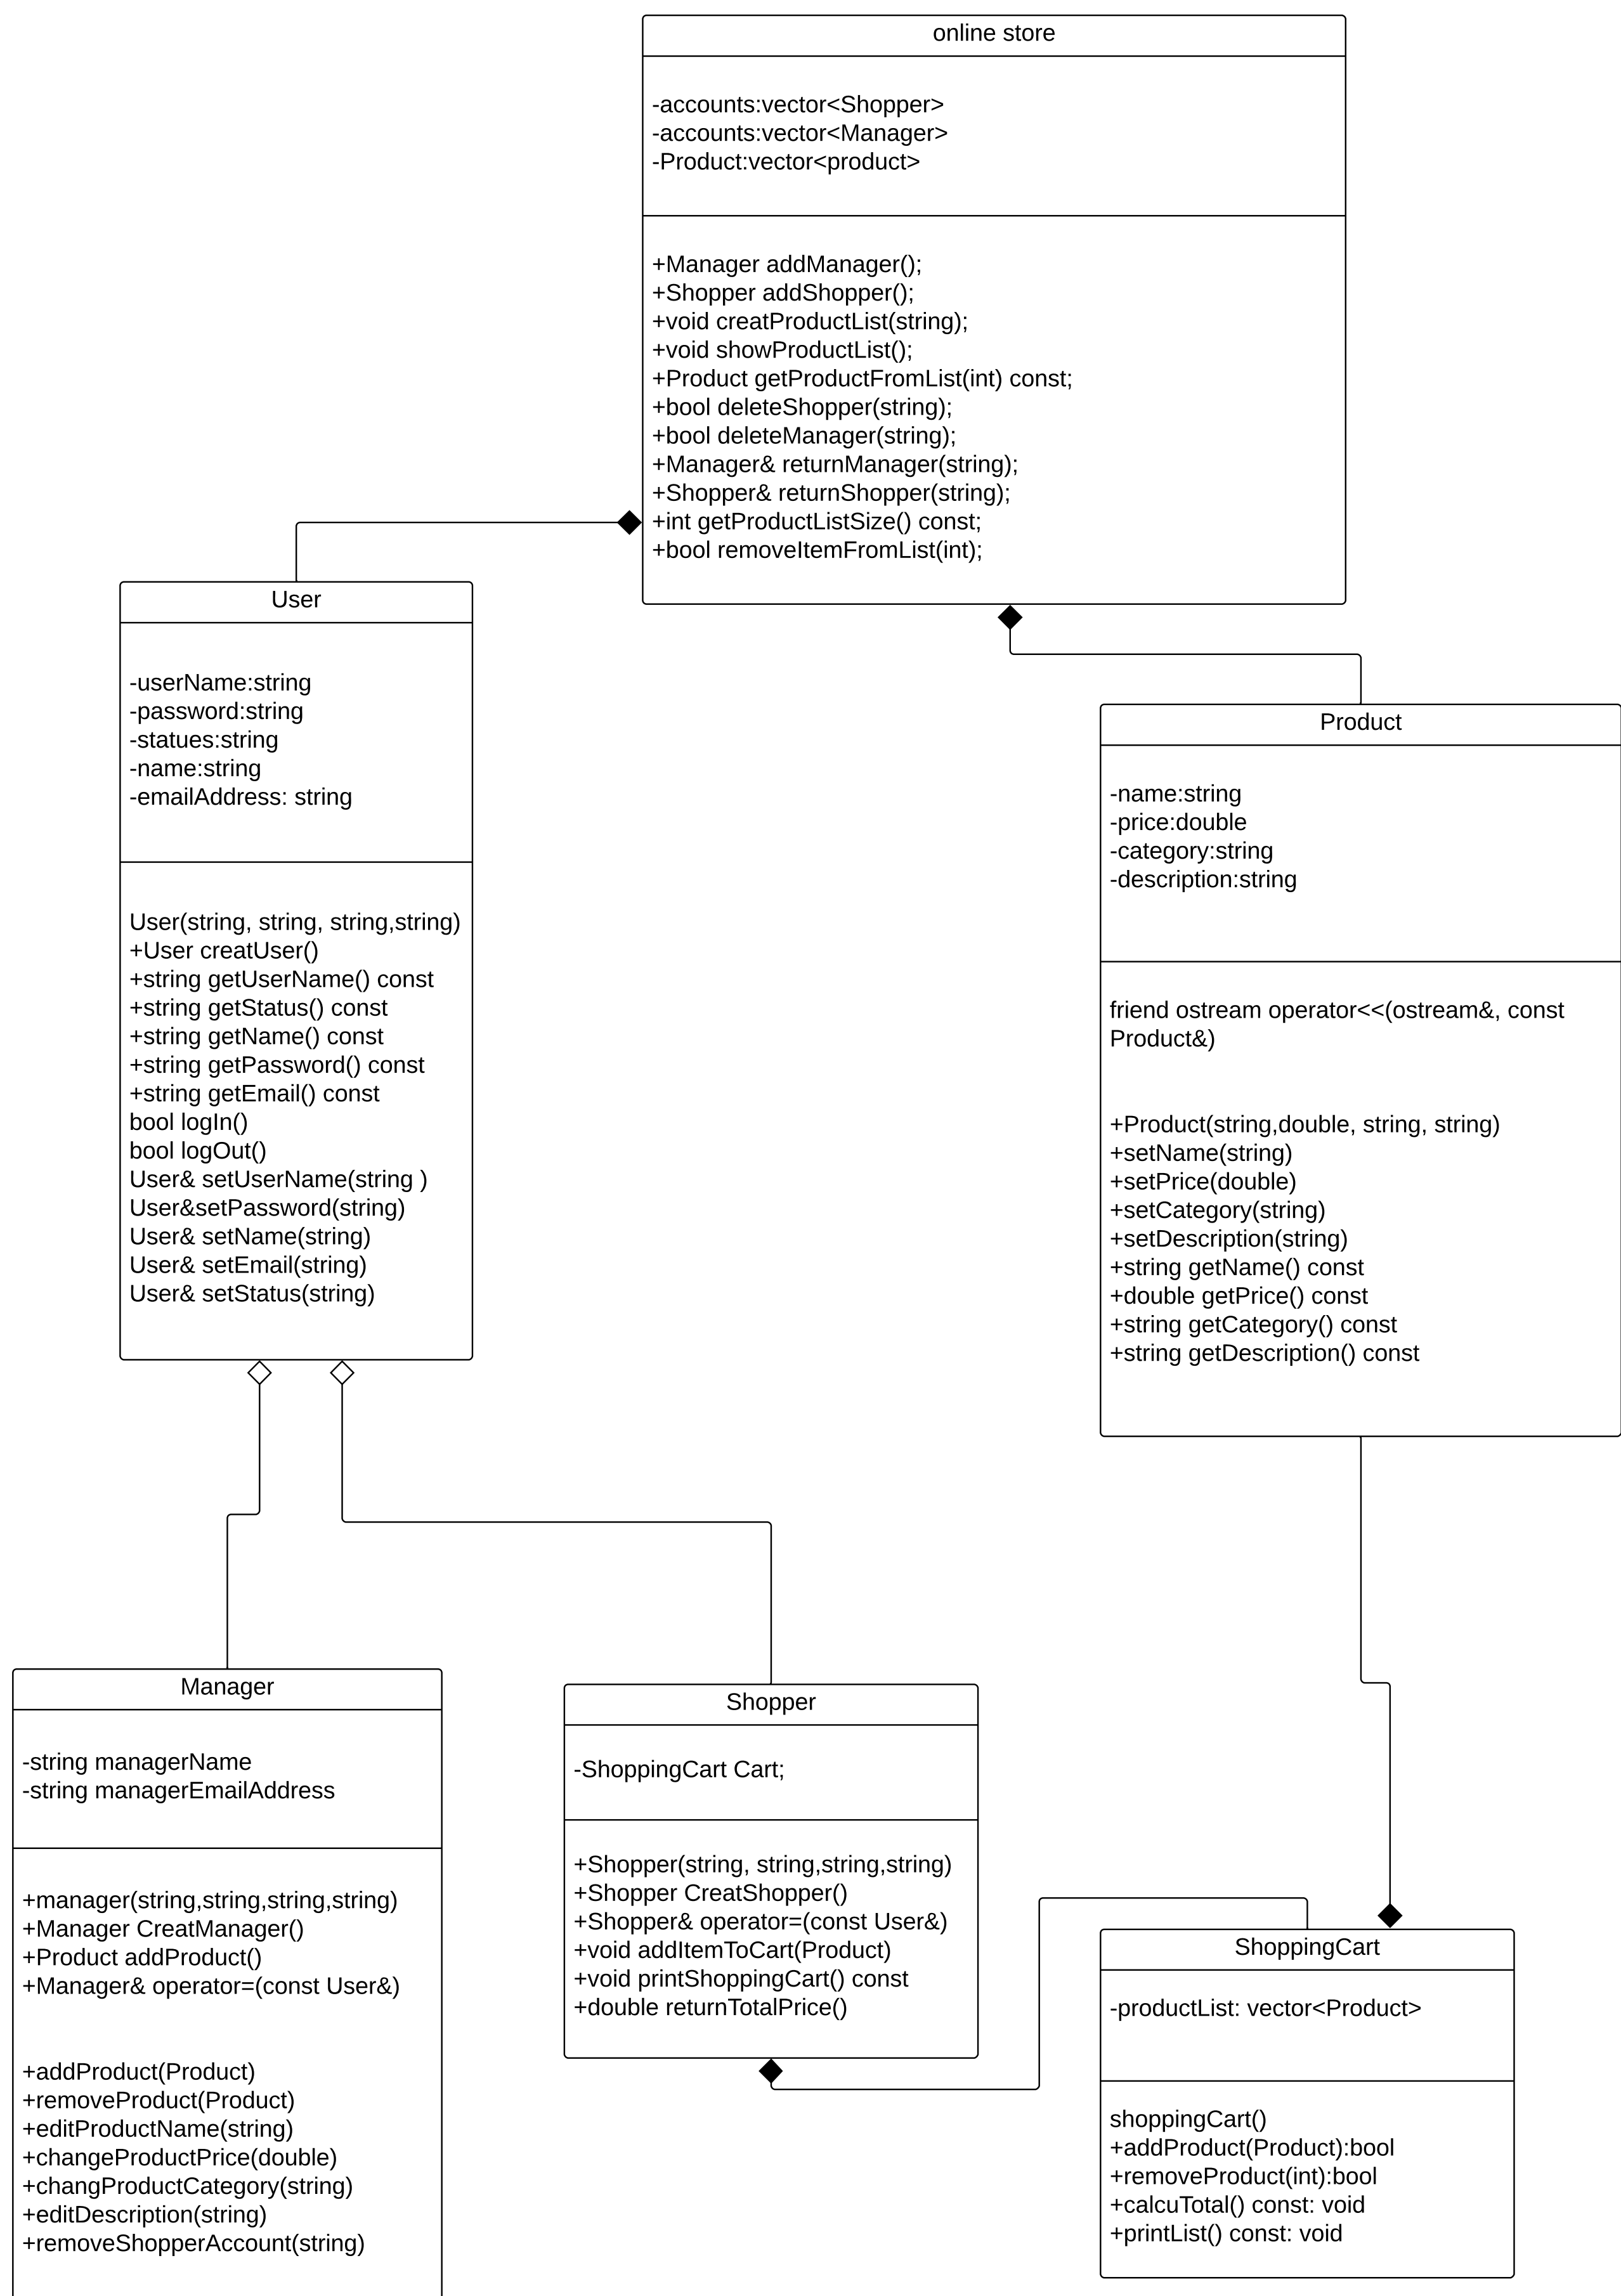 online store
-accounts:vector<Shopper>
-accounts:vector<Manager>
-Product:vector<product>
+Manager addManager();
+Shopper addShopper();
+void creatProductList(string);
+void showProductList();
+Product getProductFromList(int) const;
+bool deleteShopper(string);
+bool deleteManager(string);
+Manager& returnManager(string);
+Shopper& returnShopper(string);
+int getProductListSize() const;
+bool removeItemFromList(int);
User
-userName:string
-password:string
-statues:string
-name:string
-emailAddress: string
User(string, string, string,string)
+User creatUser()
+string getUserName() const
+string getStatus() const
+string getName() const
+string getPassword() const
+string getEmail() const
bool logIn()
bool logOut()
User& setUserName(string )
User&setPassword(string)
User& setName(string)
User& setEmail(string)
User& setStatus(string)
Product
-name:string
-price:double
-category:string
-description:string
friend ostream operator<<(ostream&, const
Product&)
+Product(string,double, string, string)
+setName(string)
+setPrice(double)
+setCategory(string)
+setDescription(string)
+string getName() const
+double getPrice() const
+string getCategory() const
+string getDescription() const
Manager
-string managerName
-string managerEmailAddress
+manager(string,string,string,string)
+Manager CreatManager()
+Product addProduct()
+Manager& operator=(const User&)
+addProduct(Product)
+removeProduct(Product)
+editProductName(string)
+changeProductPrice(double)
+changProductCategory(string)
+editDescription(string)
+removeShopperAccount(string)
Shopper
-ShoppingCart Cart;
+Shopper(string, string,string,string)
+Shopper CreatShopper()
+Shopper& operator=(const User&)
+void addItemToCart(Product)
+void printShoppingCart() const
+double returnTotalPrice()
ShoppingCart
-productList: vector<Product>
shoppingCart()
+addProduct(Product):bool
+removeProduct(int):bool
+calcuTotal() const: void
+printList() const: void